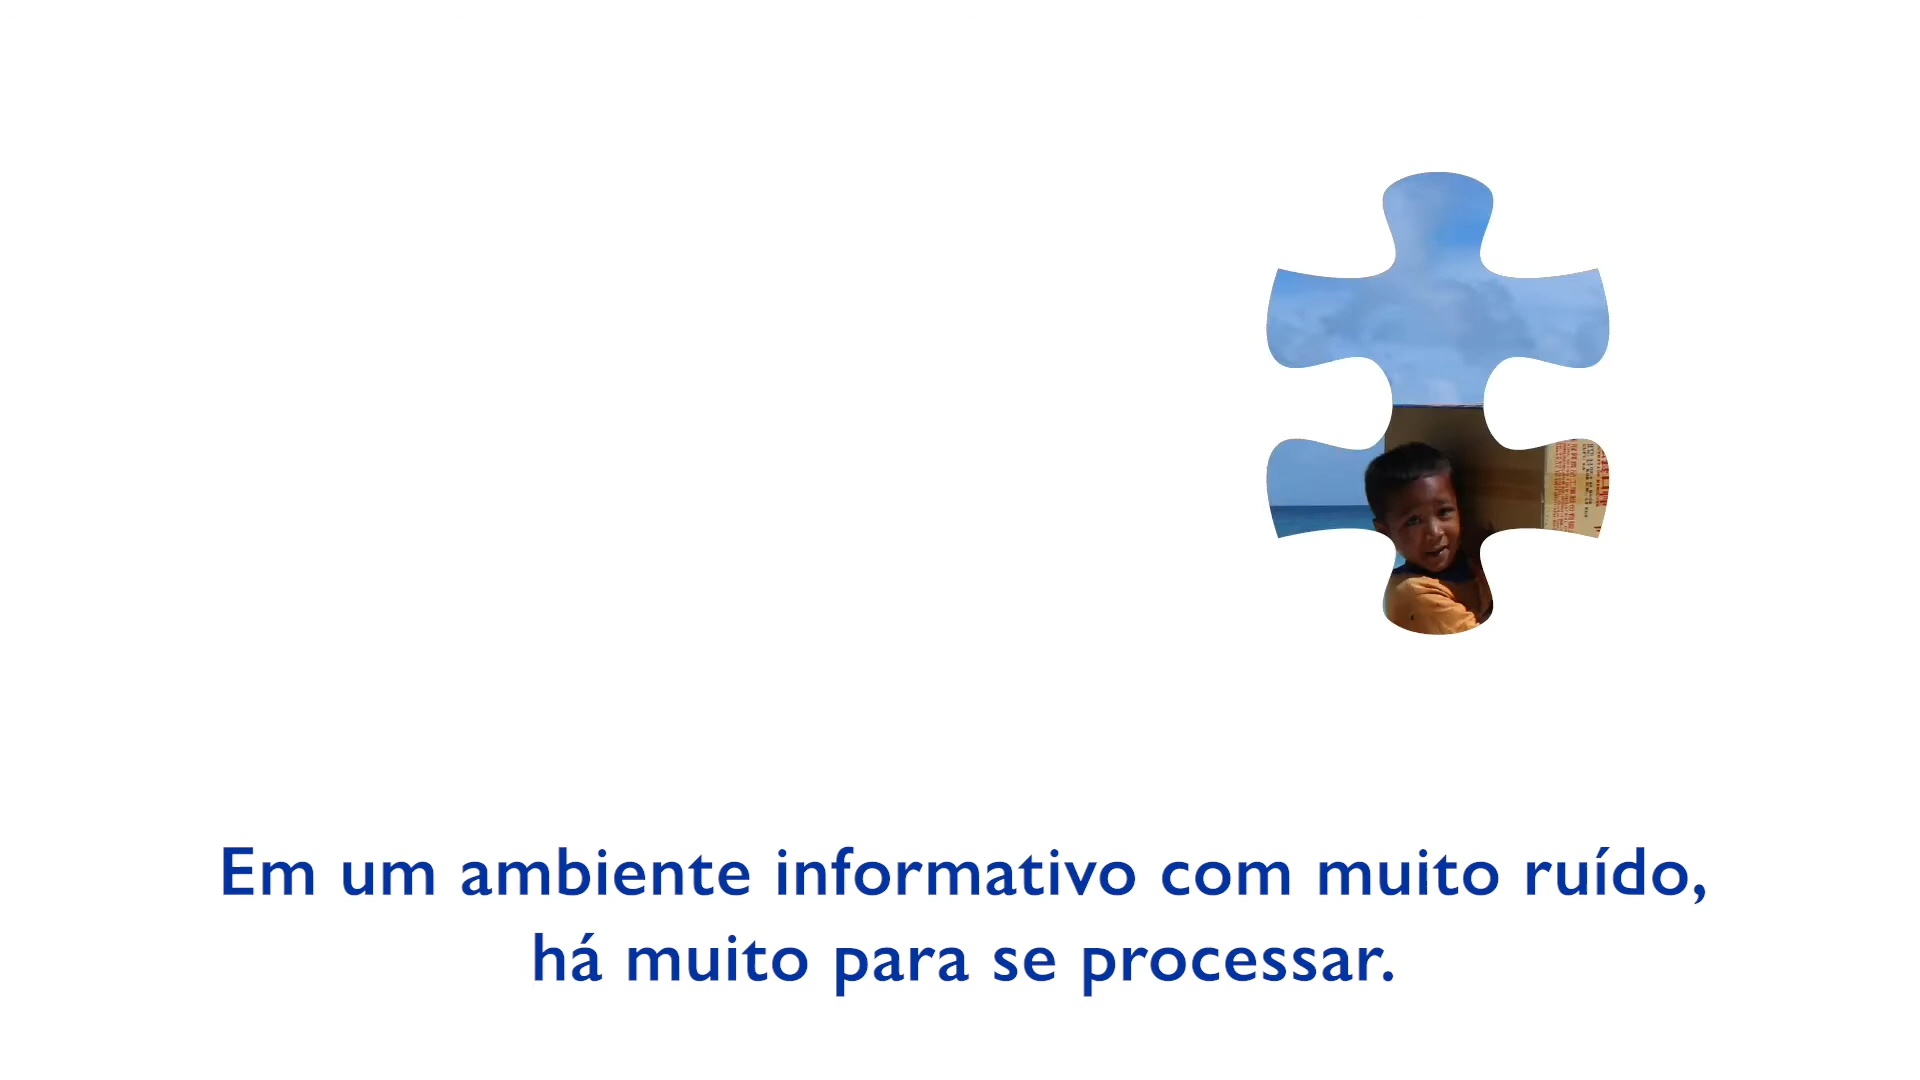 Em um ambiente informativo com muito ruído,
há muito para se processar.